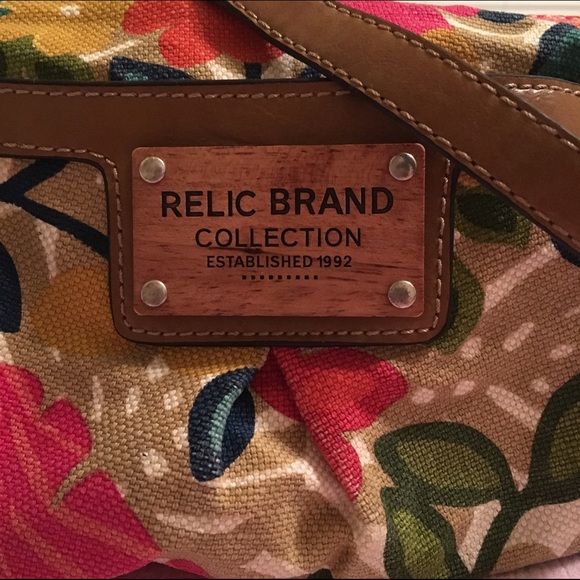 RELIC BRAND
COLLECTION
ESTABLISHED 1992